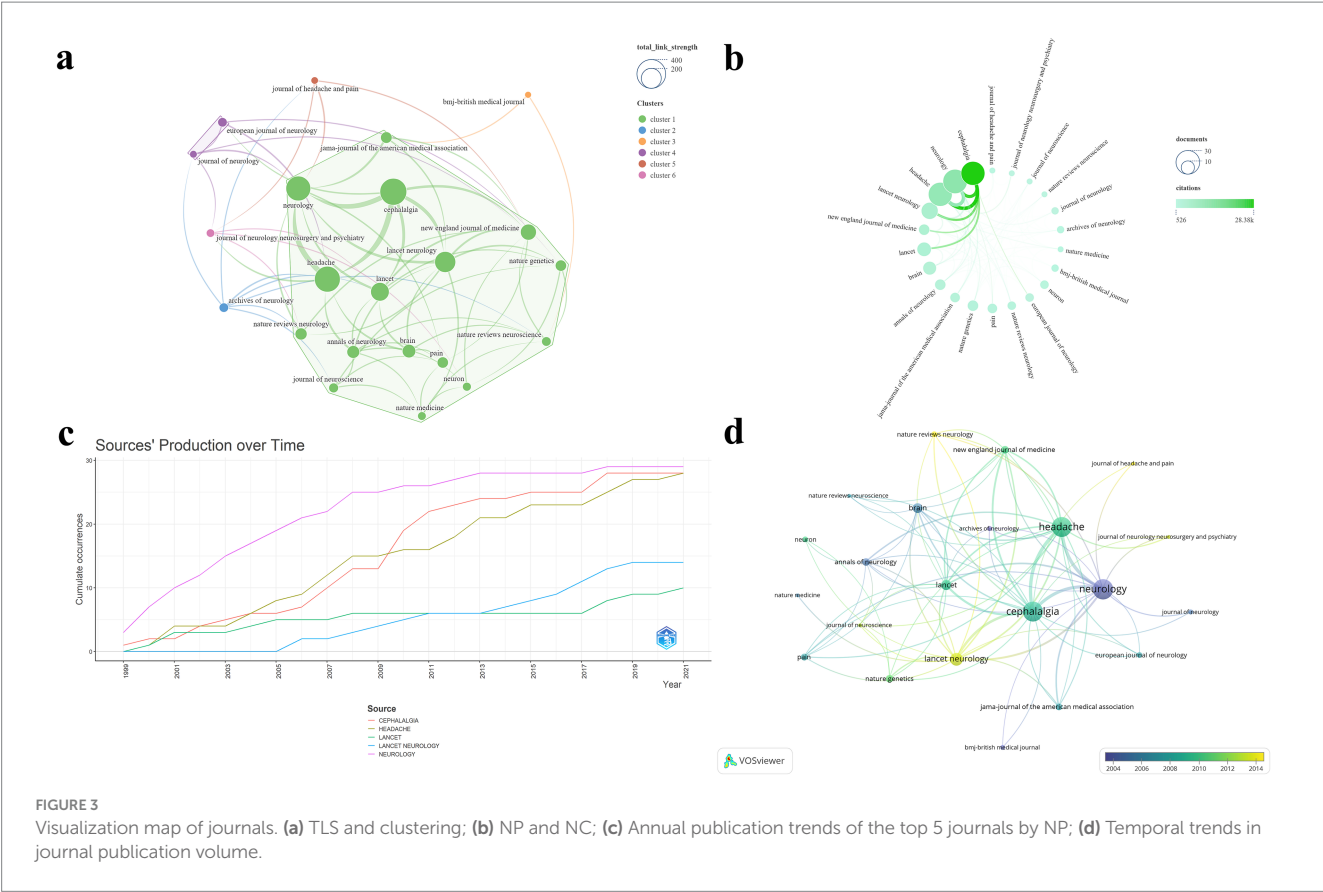 a
total_link_strength
400
200
Clusters
cluster 1
cluster 2
cluster 3
cluster 4
cluster 5
cluster 6
journal of headache and pain
bmj-british medical journal
european journal of neurology
jama-journal of the american medical association
journal of neurology
neurology
cephalalgia
new england journal of medicine
journal of neurology neurosurgery and psychiatry
lancet neurology
nature genetics
headache
lancet
archives of neurology
nature reviews neurology
nature reviews neuroscience
annals of neurology
brain
pain
journal of neuroscience
neuron
nature medicine
b
documents
30
10
citations
526
28.38k
cephalalgia
journal of headache and pain
journal of neurology neurosurgery and psychiatry
journal of neuroscience
nature reviews neuroscience
journal of neurology
archives of neurology
nature medicine
bmj-british medical journal
neuron
european journal of neurology
nature reviews neurology
pain
nature genetics
jama-journal of the american medical association
annals of neurology
brain
lancet
new england journal of medicine
lancet neurology
headache
neurology
c
Sources' Production over Time
Cumulate occurrences
30
20
10
0
1999
2001
2003
2005
2007
2009
2011
2013
2015
2017
2019
2021
Year
Source
CEPHALALGIA
HEADACHE
LANCET
LANCET NEUROLOGY
NEUROLOGY
d
nature reviews neurology
new england journal of medicine
journal of headache and pain
nature reviews neuroscience
brain
archives of neurology
headache
neuron
journal of neurology neurosurgery and psychiatry
annals of neurology
lancet
neurology
nature medicine
cephalalgia
journal of neurology
journal of neuroscience
pain
lancet neurology
european journal of neurology
nature genetics
jama-journal of the american medical association
bmj-british medical journal
VOSviewer
2004 2006 2008 2010 2012 2014
FIGURE 3
Visualization map of journals. (a) TLS and clustering; (b) NP and NC; (c) Annual publication trends of the top 5 journals by NP; (d) Temporal trends in
journal publication volume.